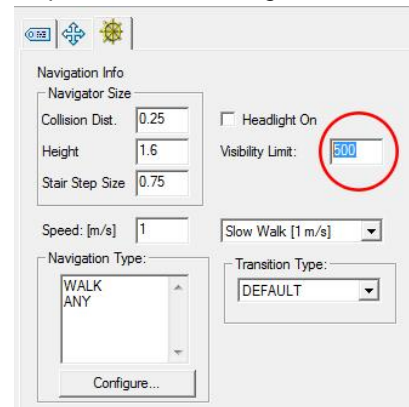 Navigation Info
Navigator Size
Collision Dist. 0.25
Headlight On
Height 1.6
Visibility Limit: 500
Stair Step Size 0.75
Speed: [m/s] 1
Slow Walk [1 m/s]
Navigation Type:
Transition Type:
WALK
DEFAULT
ANY
Configure...